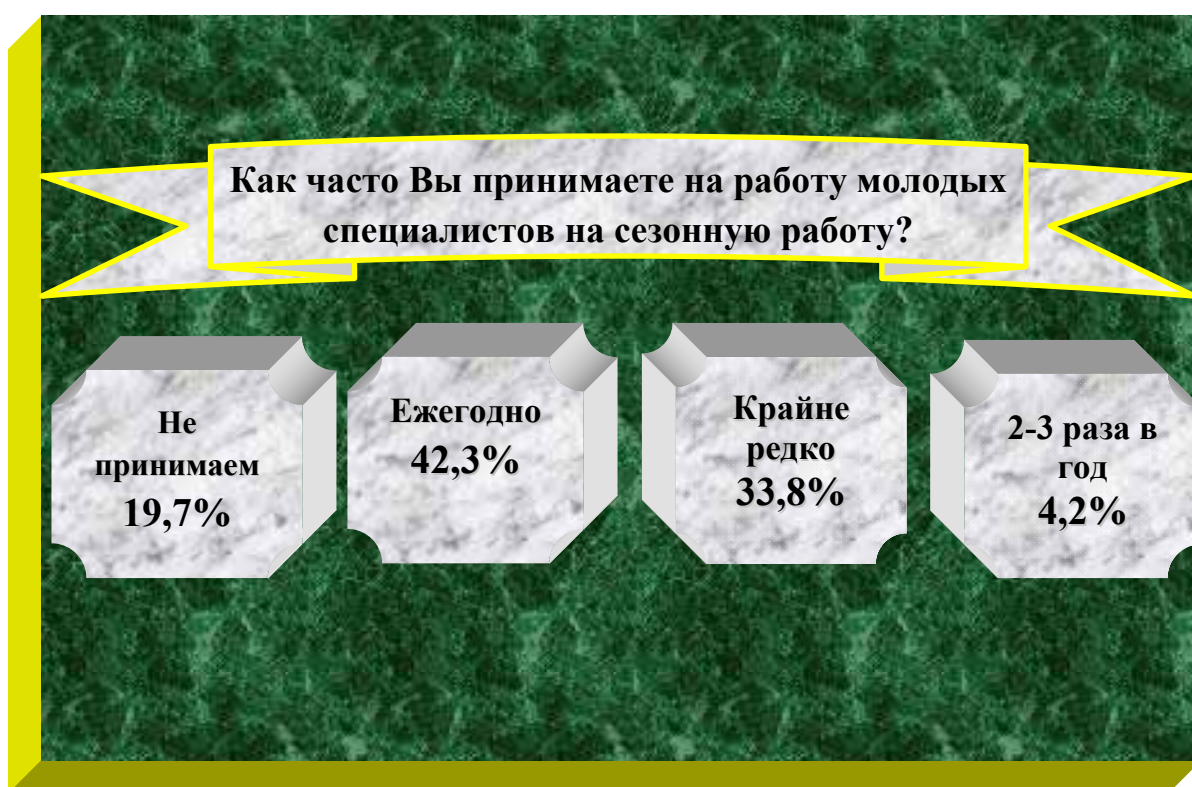 Как часто Вы принимаете на работу молодых
специалистов на сезонную работу?
Не
принимаем
19,7%
Ежегодно
42,3%
Крайне
редко
33,8%
2-3 раза в
год
4,2%